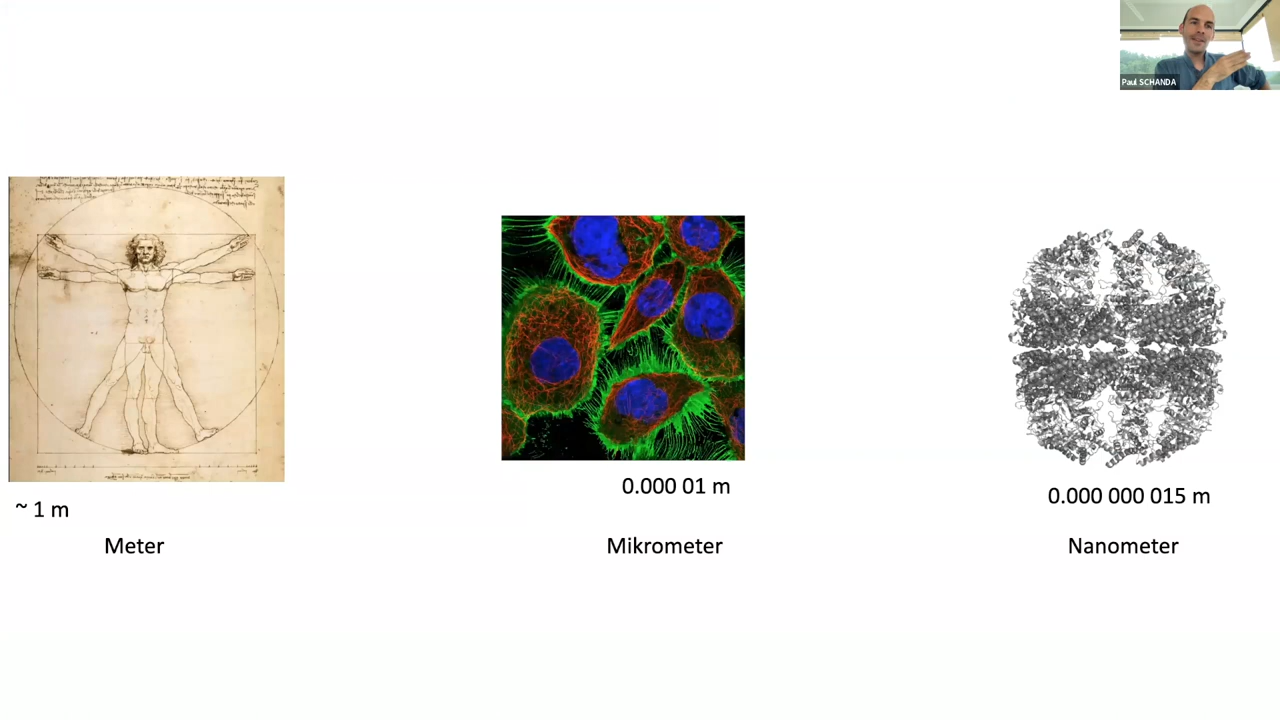 Paul SCHANDA
~ 1 m
0.000 01 m
0.000 000 015 m
Meter
Mikrometer
Nanometer